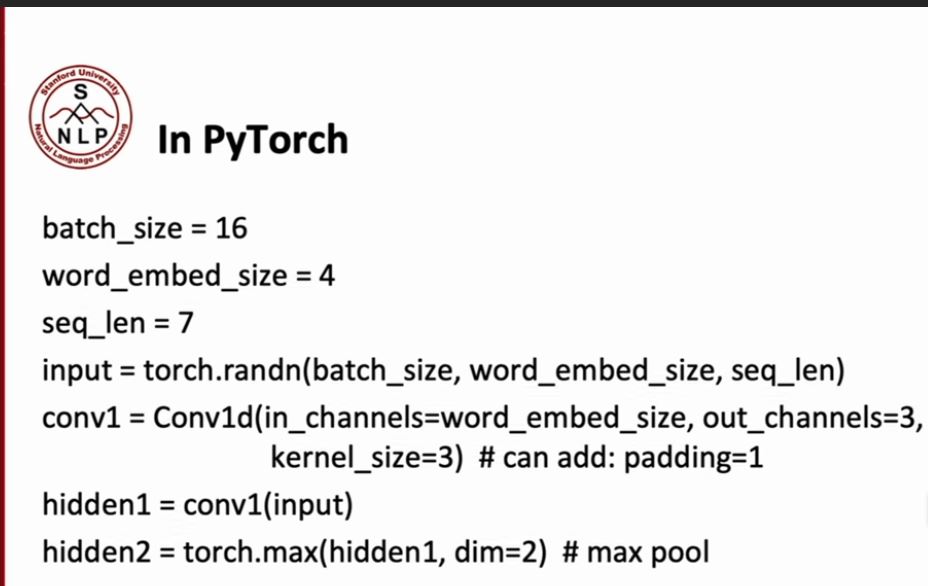 Stanford University
S
NLP
Natural Language Processing
In PyTorch
batch_size = 16
word_embed_size = 4
seq_len = 7
input = torch.randn(batch_size, word_embed_size, seq_len)
conv1 = Conv1d(in_channels=word_embed_size, out_channels=3,
kernel_size=3)  # can add: padding=1
hidden1 = conv1(input)
hidden2 = torch.max(hidden1, dim=2)  # max pool